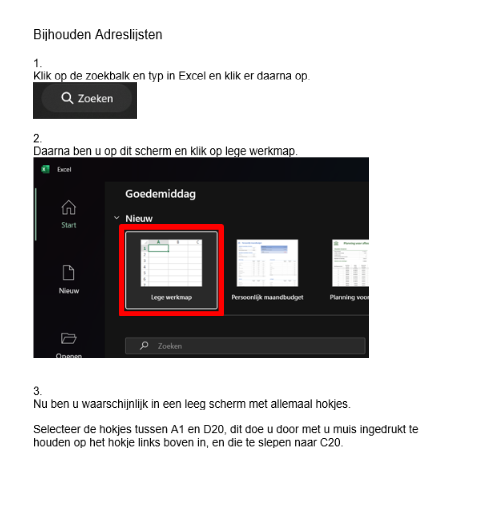 Bijhouden Adreslijsten
1.
Klik op de zoekbalk en typ in Excel en klik er daarna op.
Zoeken
2.
Daarna ben u op dit scherm en klik op lege werkmap.
Excel
Goedemiddag
Start
Nieuw
A B C
Nieuw
Lege werkmap
Persoonlijk maandbudget
Planning voor
Zoeken
Openen
3.
Nu ben u waarschijnlijk in een leeg scherm met allemaal hokjes.
Selecteer de hokjes tussen A1 en D20, dit doe u door met u muis ingedrukt te
houden op het hokje links boven in, en die te slepen naar C20.